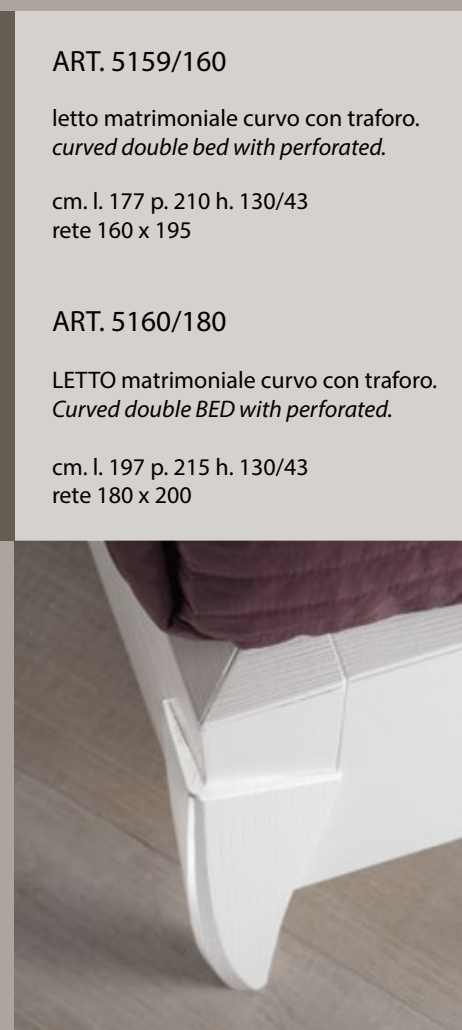 ART. 5159/160
letto matrimoniale curvo con traforo.
curved double bed with perforated.
cm. l. 177 p. 210 h. 130/43
rete 160 x 195
ART. 5160/180
LETTO matrimoniale curvo con traforo.
Curved double BED with perforated.
cm. l. 197 p. 215 h. 130/43
rete 180 x 200